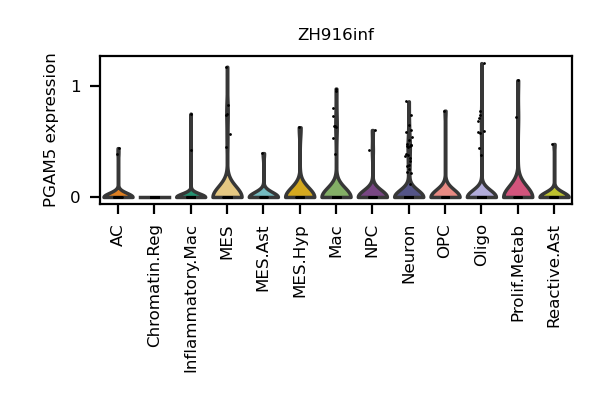 ZH916inf
PGAM5 expression
1
0
AC
Chromatin.Reg
Inflammatory.Mac
MES
MES.Ast
MES.Hyp
Mac
NPC
Neuron
OPC
Oligo
Prolif.Metab
Reactive.Ast